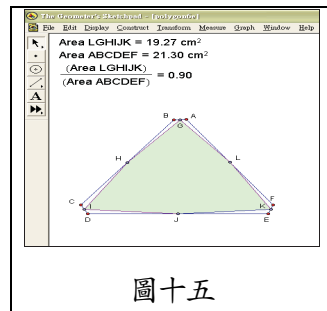 The Geometer's Sketchpad - [
File Edit Display Construct Transform Measure Graph Window Help
Area LGHIJK = 19.27 cm²
Area ABCDEF = 21.30 cm²
(Area LGHIJK)
(Area ABCDEF) = 0.90
B A
G
H L
C F
I K
D J E
A
圖十五